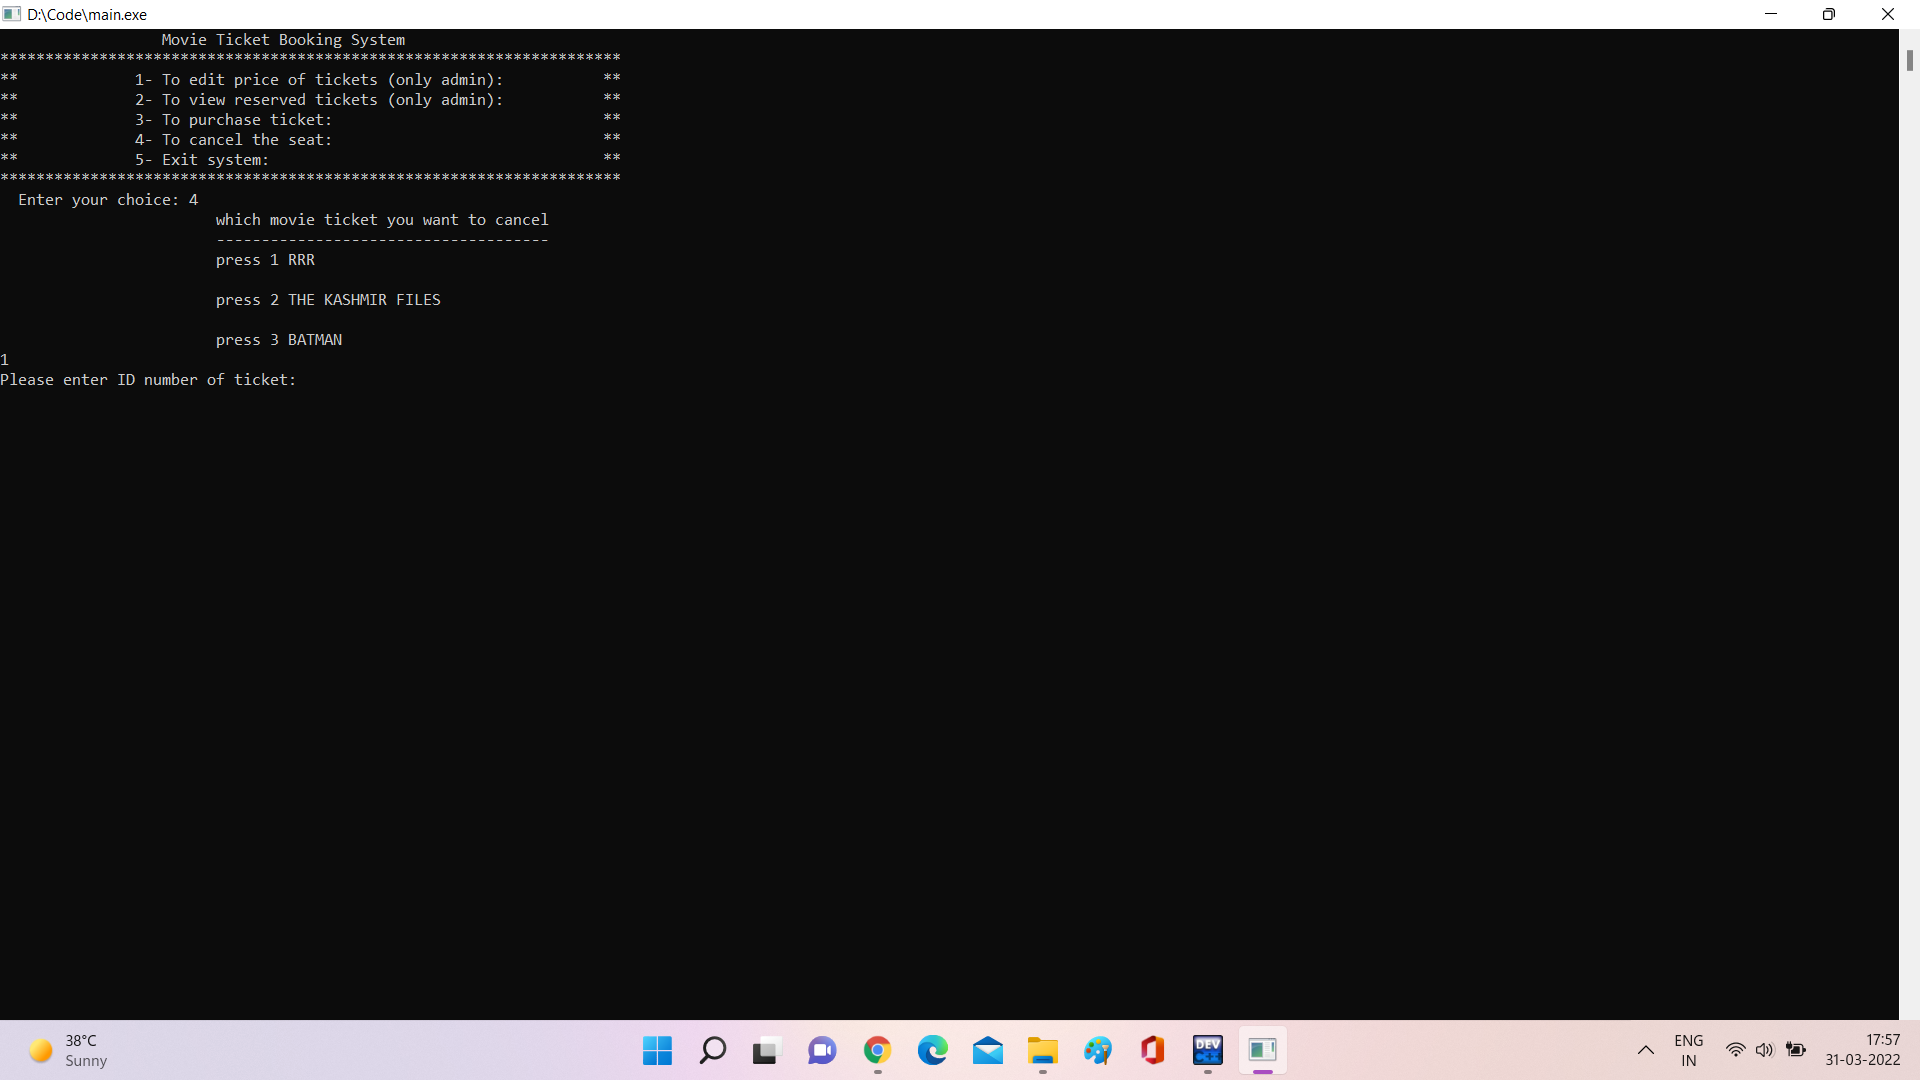 D:\Code\main.exe
Movie Ticket Booking System
*********************************************************************
** 1- To edit price of tickets (only admin): **
** 2- To view reserved tickets (only admin): **
** 3- To purchase ticket: **
** 4- To cancel the seat: **
** 5- Exit system: **
*********************************************************************
Enter your choice: 4
which movie ticket you want to cancel
-------------------------------------
press 1 RRR
press 2 THE KASHMIR FILES
press 3 BATMAN
1
Please enter ID number of ticket:
38°C
Sunny
DEV
C++
ENG
IN
17:57
31-03-2022